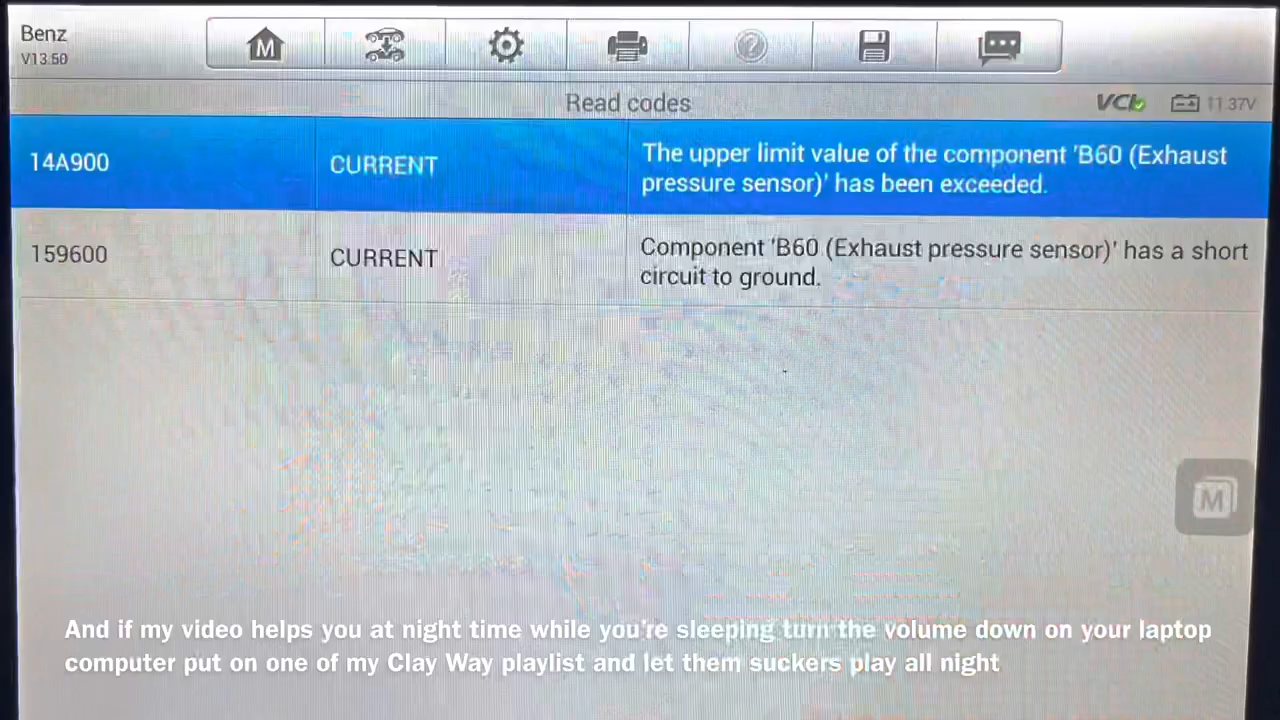 Benz
V13.50
M
Read codes
VCI
11.37V
14A900
CURRENT
The upper limit value of the component 'B60 (Exhaust
pressure sensor)' has been exceeded.
159600
CURRENT
Component 'B60 (Exhaust pressure sensor)' has a short
circuit to ground.
M
And if my video helps you at night time while you're sleeping turn the volume down on your laptop
computer put on one of my Clay Way playlist and let them suckers play all night